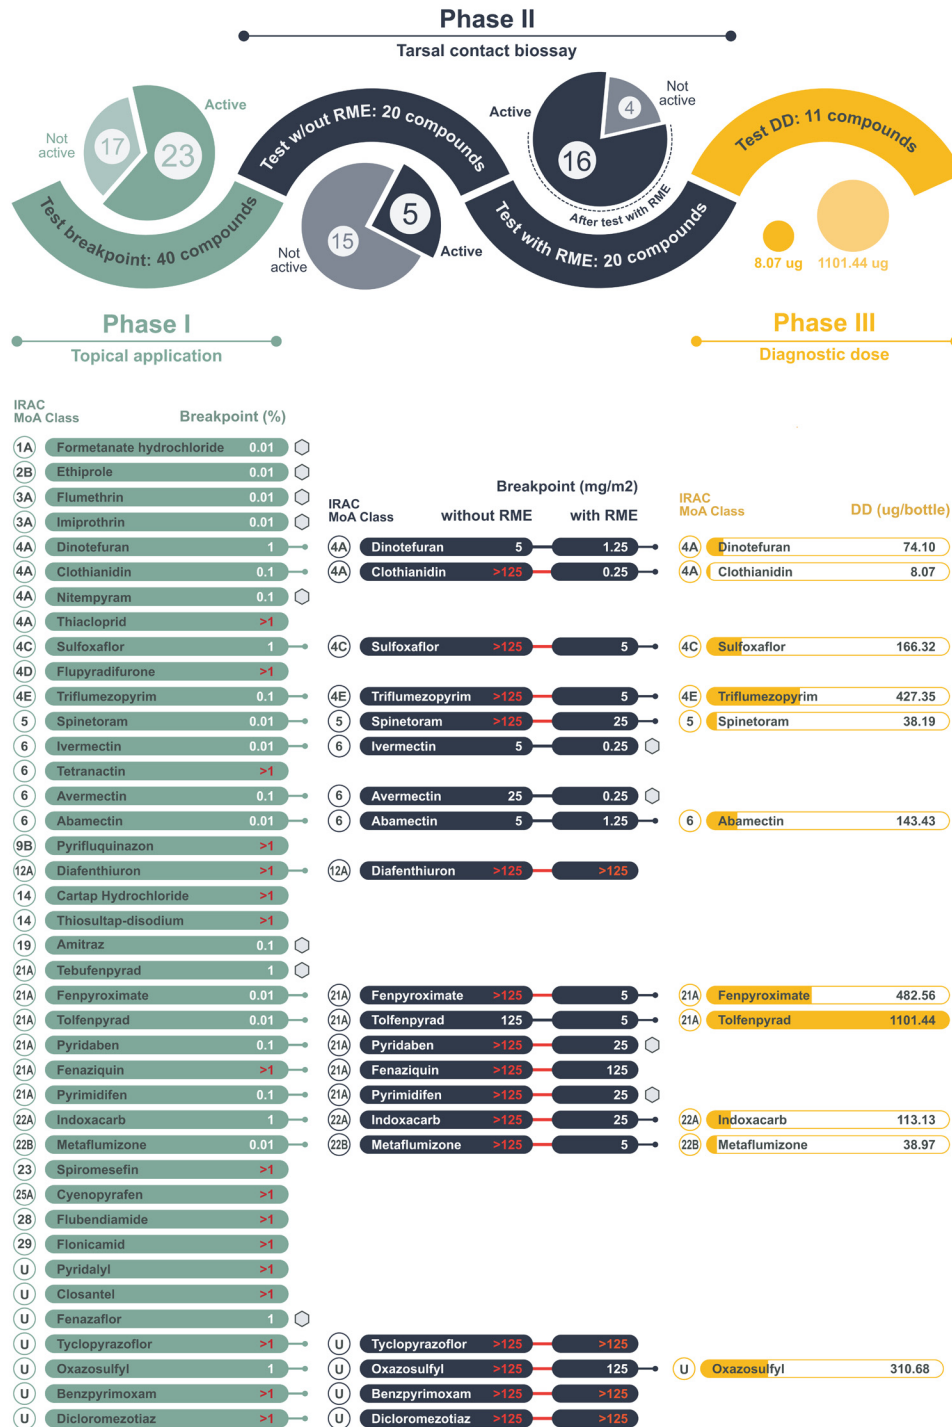 Phase II
Tarsal contact biossay
Active
Not
active
17
23
Test breakpoint: 40 compounds
Test w/out RME: 20 compounds
Not
active
15
5
Active
Active
Not
active
4
16
After test with RME
Test with RME: 20 compounds
Test DD: 11 compounds
8.07 ug
1101.44 ug
Phase I
Topical application
Phase III
Diagnostic dose
IRAC
MoA Class Breakpoint (%)
1A Formetanate hydrochloride 0.01
2B Ethiprole 0.01
3A Flumethrin 0.01
3A Imiprothrin 0.01
4A Dinotefuran 1
4A Clothianidin 0.1
4A Nitempyram 0.1
4A Thiacloprid >1
4C Sulfoxaflor 1
4D Flupyradifurone >1
4E Triflumezopyrim 0.1
5 Spinetoram 0.01
6 Ivermectin 0.01
6 Tetranactin >1
6 Avermectin 0.1
6 Abamectin 0.01
9B Pyrifluquinazon >1
12A Diafenthiuron >1
14 Cartap Hydrochloride >1
14 Thiosultap-disodium >1
19 Amitraz 0.1
21A Tebufenpyrad 1
21A Fenpyroximate 0.01
21A Tolfenpyrad 0.01
21A Pyridaben 0.1
21A Fenaziquin >1
21A Pyrimidifen 0.1
22A Indoxacarb 1
22B Metaflumizone 0.01
23 Spiromesefin >1
25A Cyenopyrafen >1
28 Flubendiamide >1
29 Flonicamid >1
U Pyridalyl >1
U Closantel >1
U Fenazaflor 1
U Tyclopyrazoflor >1
U Oxazosulfyl 1
U Benzpyrimoxam >1
U Dicloromezotiaz >1
Breakpoint (mg/m2)
IRAC
MoA Class without RME with RME
4A Dinotefuran 5 1.25
4A Clothianidin >125 0.25
4C Sulfoxaflor >125 5
4E Triflumezopyrim >125 5
5 Spinetoram >125 25
6 Ivermectin 5 0.25
6 Avermectin 25 0.25
6 Abamectin 5 1.25
12A Diafenthiuron >125 >125
21A Fenpyroximate >125 5
21A Tolfenpyrad 125 5
21A Pyridaben >125 25
21A Fenaziquin >125 125
21A Pyrimidifen >125 25
22A Indoxacarb >125 25
22B Metaflumizone >125 5
U Tyclopyrazoflor >125 >125
U Oxazosulfyl >125 125
U Benzpyrimoxam >125 >125
U Dicloromezotiaz >125 >125
IRAC
MoA Class DD (ug/bottle)
4A Dinotefuran 74.10
4A Clothianidin 8.07
4C Sulfoxaflor 166.32
4E Triflumezopyrim 427.35
5 Spinetoram 38.19
6 Abamectin 143.43
21A Fenpyroximate 482.56
21A Tolfenpyrad 1101.44
22A Indoxacarb 113.13
22B Metaflumizone 38.97
U Oxazosulfyl 310.68